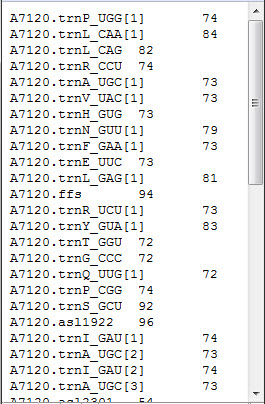 A7120.trnP_UGG[1] 74
A7120.trnL_CAA[1] 84
A7120.trnL_CAG 82
A7120.trnR_CCU 74
A7120.trnA_UGC[1] 73
A7120.trnV_UAC[1] 73
A7120.trnH_GUG 73
A7120.trnN_GUU[1] 79
A7120.trnF_GAA[1] 73
A7120.trnE_UUC 73
A7120.trnL_GAG[1] 81
A7120.ffs 94
A7120.trnR_UCU[1] 73
A7120.trnY_GUA[1] 83
A7120.trnT_GGU 72
A7120.trnG_CCC 72
A7120.trnQ_UUG[1] 72
A7120.trnP_CGG 74
A7120.trnS_GCU 92
A7120.asl1922 96
A7120.trnI_GAU[1] 74
A7120.trnA_UGC[2] 73
A7120.trnI_GAU[2] 74
A7120.trnA_UGC[3] 73
A7120.asl2301 54